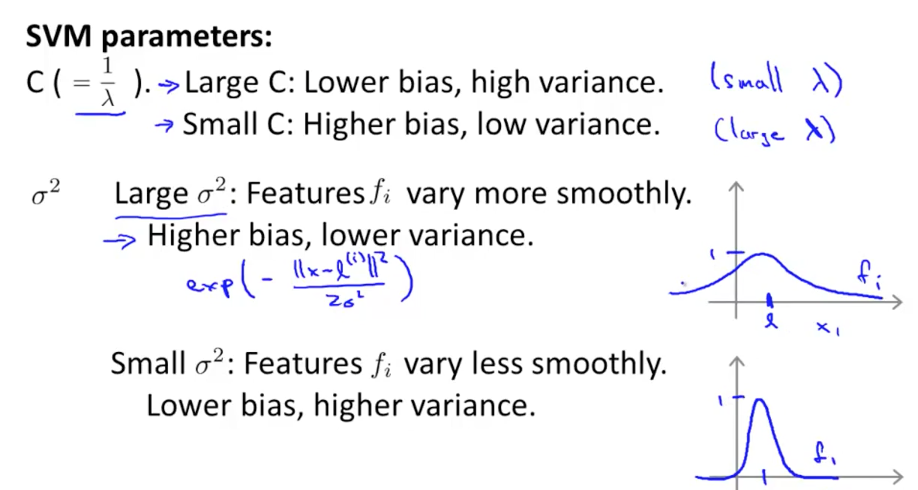 SVM parameters:
C ( = 1/λ ). → Large C: Lower bias, high variance. (small λ)
→ Small C: Higher bias, low variance. (large λ)
σ² Large σ²: Features fᵢ vary more smoothly.
→ Higher bias, lower variance.
exp(- ||x-l⁽ⁱ⁾||² / 2σ²)
1 fᵢ
l x₁
Small σ²: Features fᵢ vary less smoothly.
Lower bias, higher variance.
1
f₁